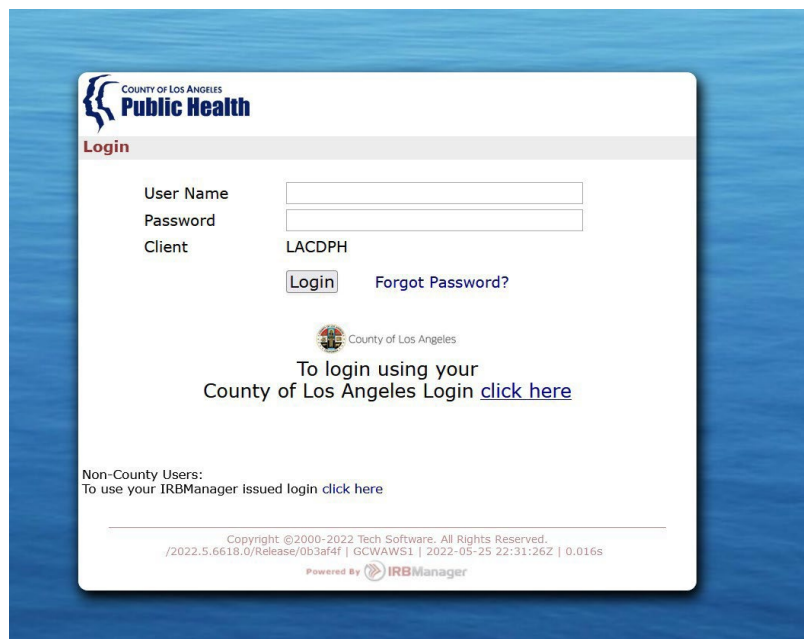 COUNTY OF LOS ANGELES
Public Health
Login
User Name
Password
Client LACDPH
Login Forgot Password?
County of Los Angeles
To login using your
County of Los Angeles Login click here
Non-County Users:
To use your IRBManager issued login click here
Copyright ©2000-2022 Tech Software. All Rights Reserved.
/2022.5.6618.0/Release/0b3af4f | GCWAWS1 | 2022-05-25 22:31:26Z | 0.016s
Powered By IRBManager